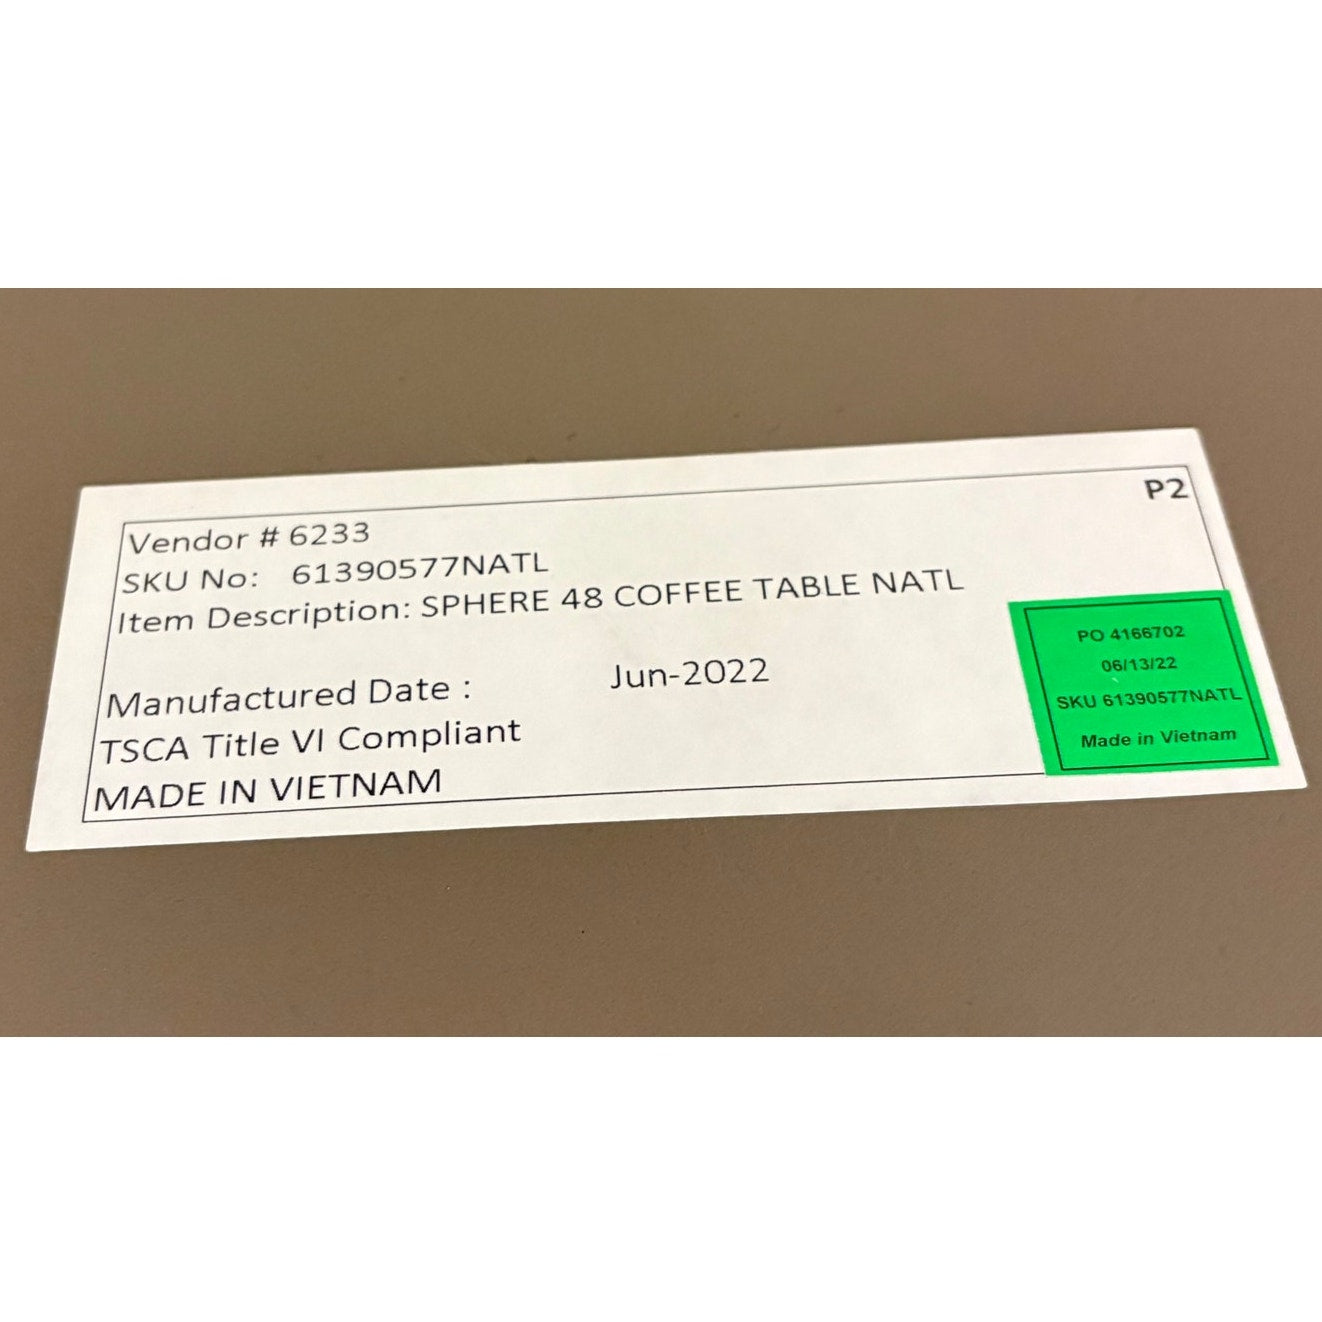 P2
Vendor # 6233
SKU No: 61390577NATL
Item Description: SPHERE 48 COFFEE TABLE NATL
Manufactured Date : Jun-2022
TSCA Title VI Compliant
MADE IN VIETNAM
PO 4166702
06/13/22
SKU 61390577NATL
Made in Vietnam